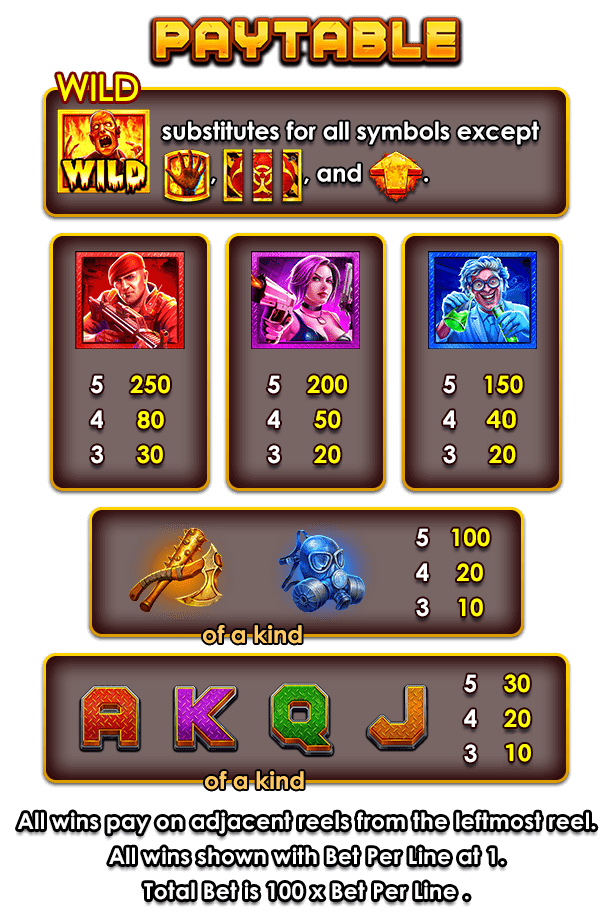 PAYTABLE
WILD
WILD substitutes for all symbols except
, , and .
5 250
4 80
3 30
5 200
4 50
3 20
5 150
4 40
3 20
5 100
4 20
3 10
of a kind
A K Q J
5 30
4 20
3 10
of a kind
All wins pay on adjacent reels from the leftmost reel.
All wins shown with Bet Per Line at 1.
Total Bet is 100 x Bet Per Line .